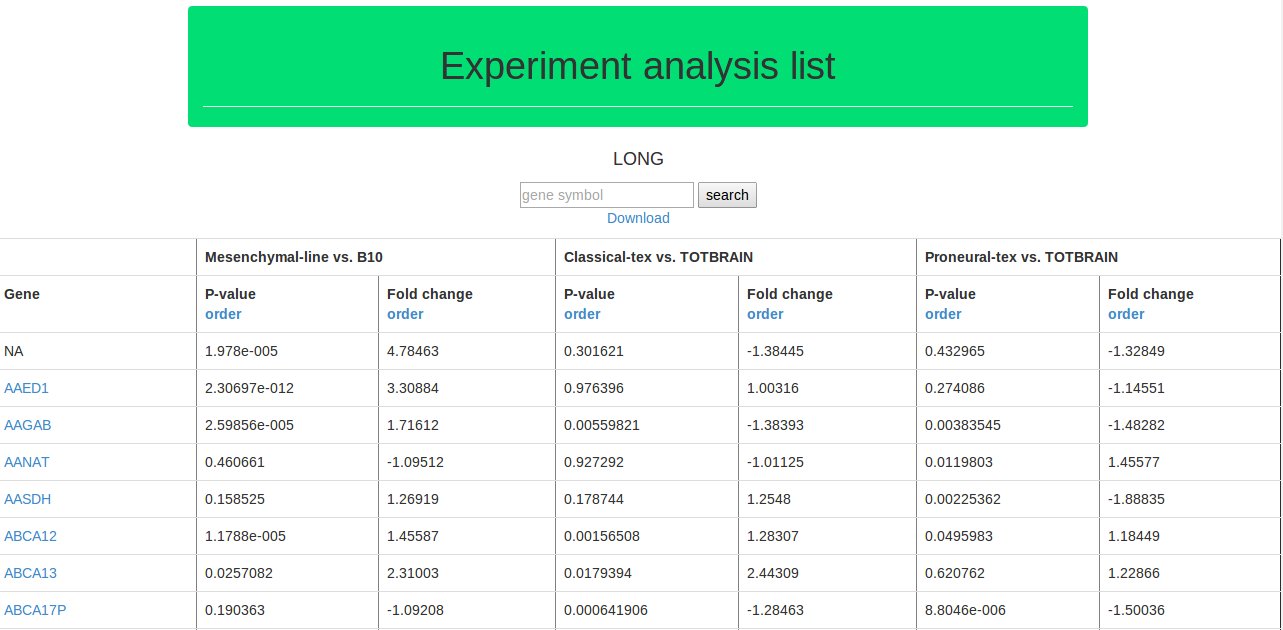 Experiment analysis list
LONG
gene symbol search
Download
Mesenchymal-line vs. B10 Classical-tex vs. TOTBRAIN Proneural-tex vs. TOTBRAIN
Gene P-value Fold change P-value Fold change P-value Fold change
order order order order order order
NA 1.978e-005 4.78463 0.301621 -1.38445 0.432965 -1.32849
AAED1 2.30697e-012 3.30884 0.976396 1.00316 0.274086 -1.14551
AAGAB 2.59856e-005 1.71612 0.00559821 -1.38393 0.00383545 -1.48282
AANAT 0.460661 -1.09512 0.927292 -1.01125 0.0119803 1.45577
AASDH 0.158525 1.26919 0.178744 1.2548 0.00225362 -1.88835
ABCA12 1.1788e-005 1.45587 0.00156508 1.28307 0.0495983 1.18449
ABCA13 0.0257082 2.31003 0.0179394 2.44309 0.620762 1.22866
ABCA17P 0.190363 -1.09208 0.000641906 -1.28463 8.8046e-006 -1.50036